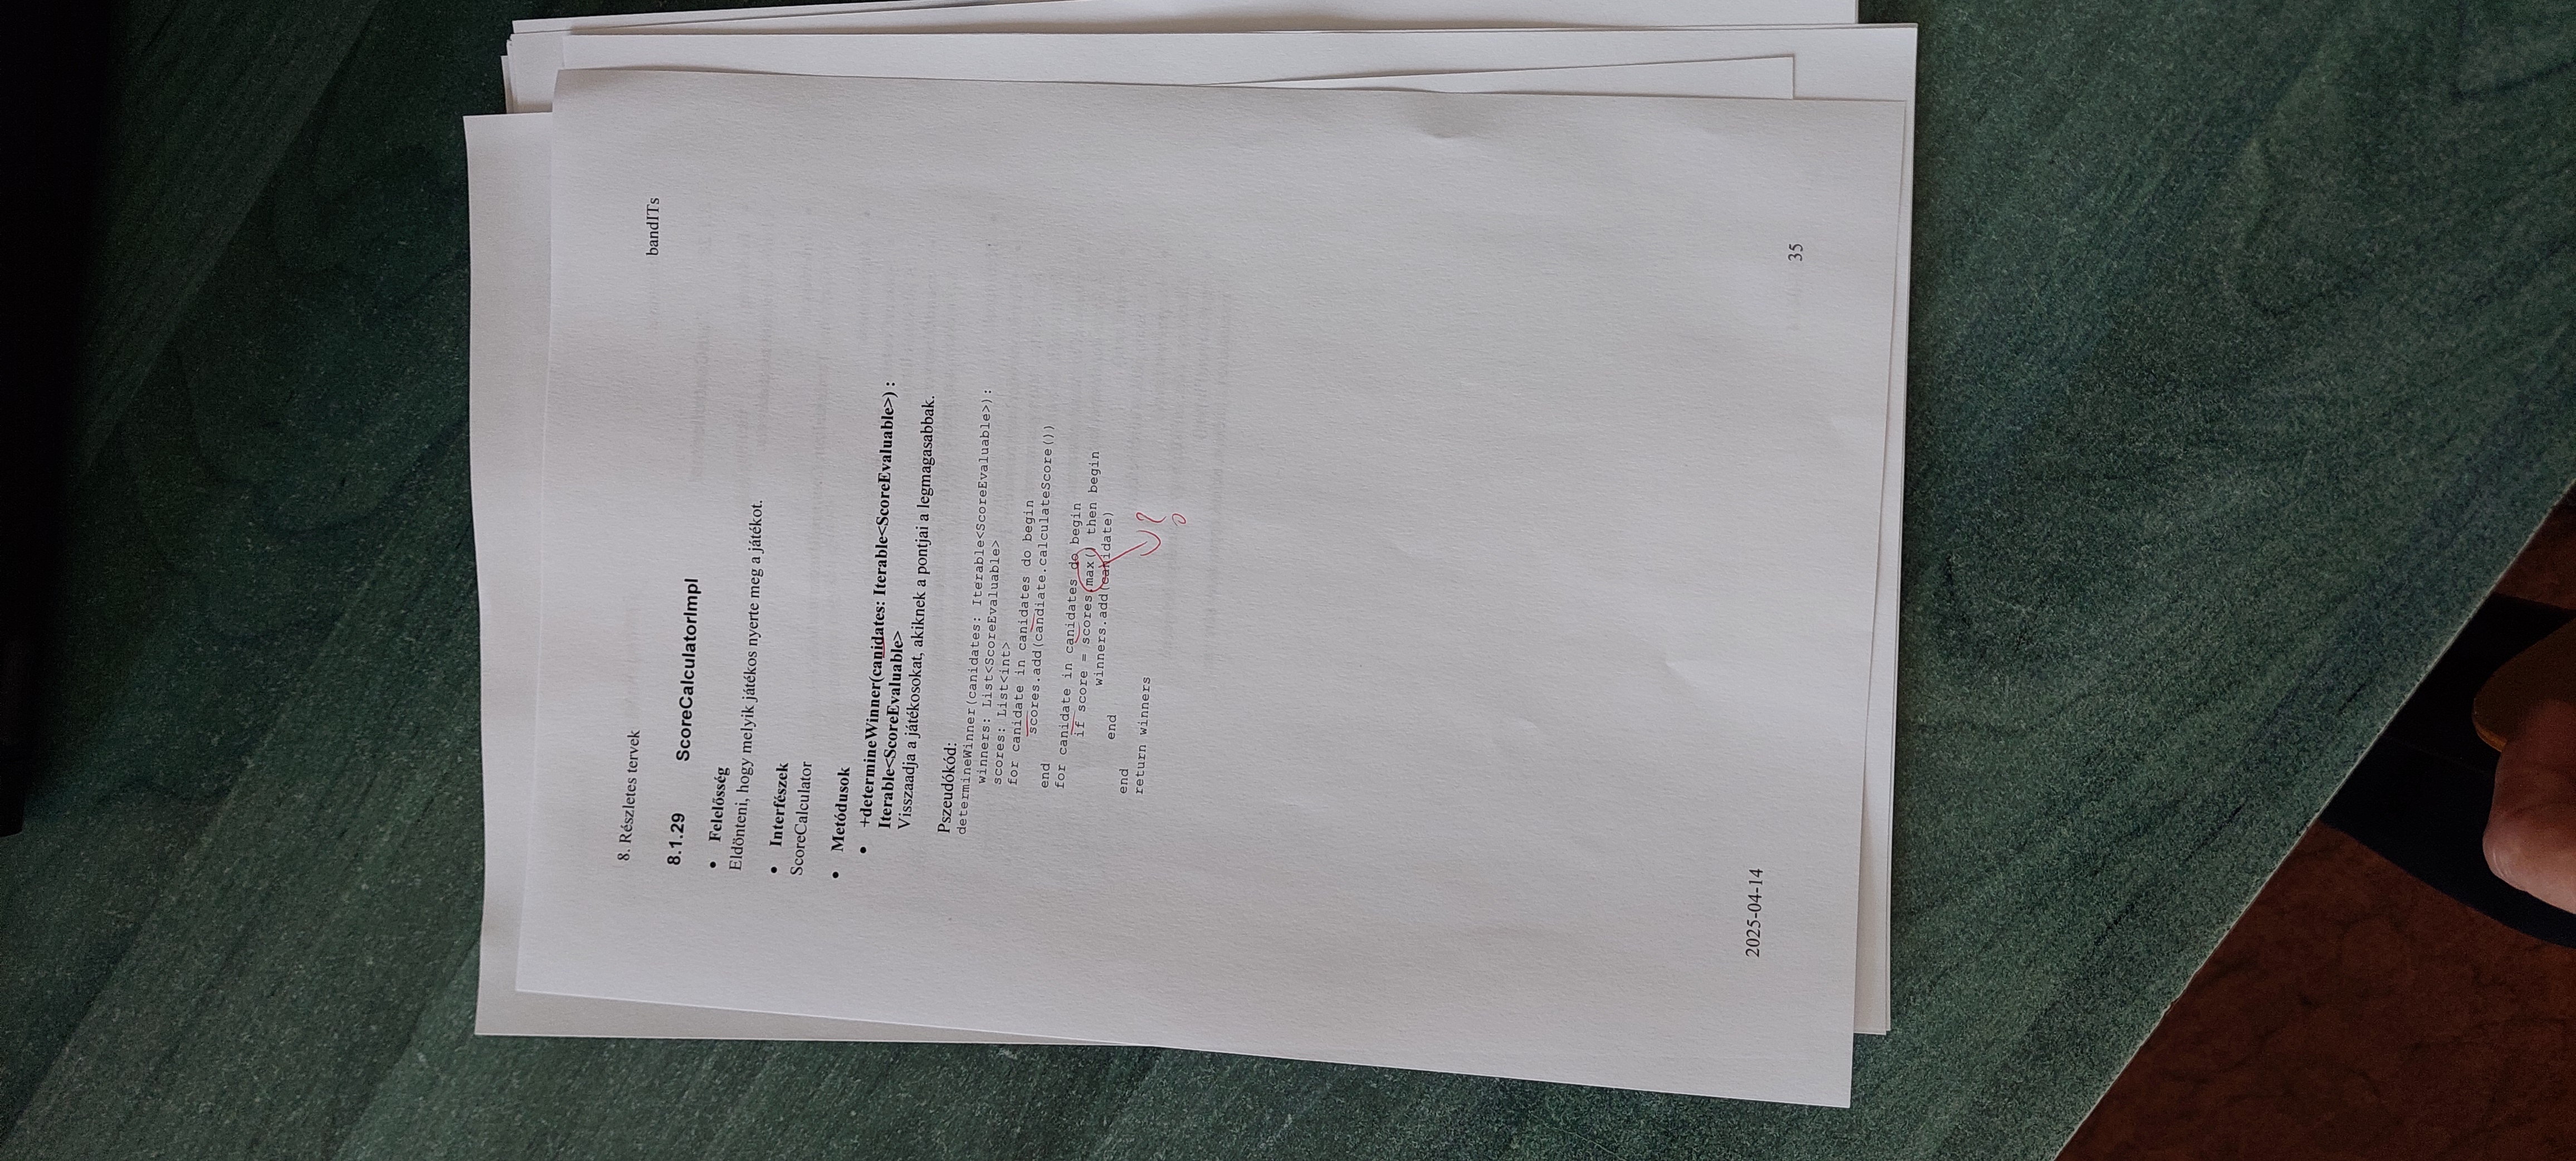 8. Részletes tervek bandITs
8.1.29 ScoreCalculatorImpl
• Felelősség
Eldönteni, hogy melyik játékos nyerte meg a játékot.
• Interfészek
ScoreCalculator
• Metódusok
• +determineWinner(canidates: Iterable<ScoreEvaluable>) :
Iterable<ScoreEvaluable>
Visszaadja a játékosokat, akiknek a pontjai a legmagasabbak.
Pszeudókód:
determineWinner(canidates: Iterable<ScoreEvaluable>):
winners: List<ScoreEvaluable>
scores: List<int>
for canidate in canidates do begin
scores.add(candiate.calculateScore())
end
for canidate in canidates do begin
if score = scores.max() then begin
winners.add(canidate)
end
end
return winners
?
2025-04-14 35